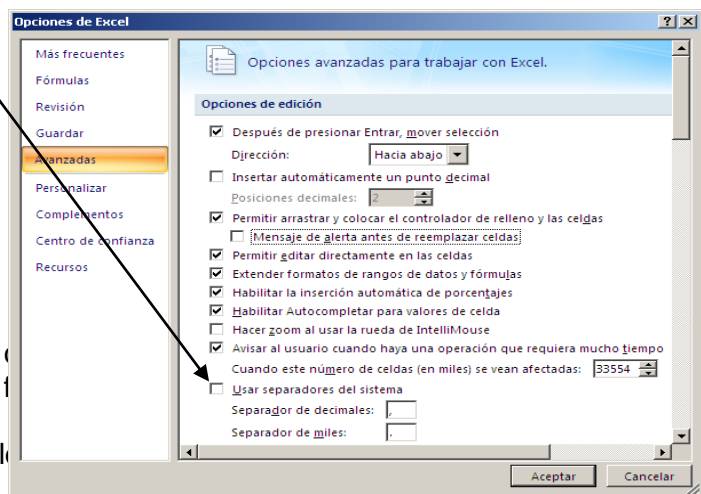 Opciones de Excel
Más frecuentes
Fórmulas
Revisión
Guardar
Avanzadas
Personalizar
Complementos
Centro de confianza
Recursos
Opciones avanzadas para trabajar con Excel.
Opciones de edición
Después de presionar Entrar, mover selección
Dirección: Hacia abajo
Insertar automáticamente un punto decimal
Posiciones decimales: 2
Permitir arrastrar y colocar el controlador de relleno y las celdas
Mensaje de alerta antes de reemplazar celdas
Permitir editar directamente en las celdas
Extender formatos de rangos de datos y fórmulas
Habilitar la inserción automática de porcentajes
Habilitar Autocompletar para valores de celda
Hacer zoom al usar la rueda de IntelliMouse
Avisar al usuario cuando haya una operación que requiera mucho tiempo
Cuando este número de celdas (en miles) se vean afectadas: 33554
Usar separadores del sistema
Separador de decimales: ,
Separador de miles: .
Aceptar Cancelar